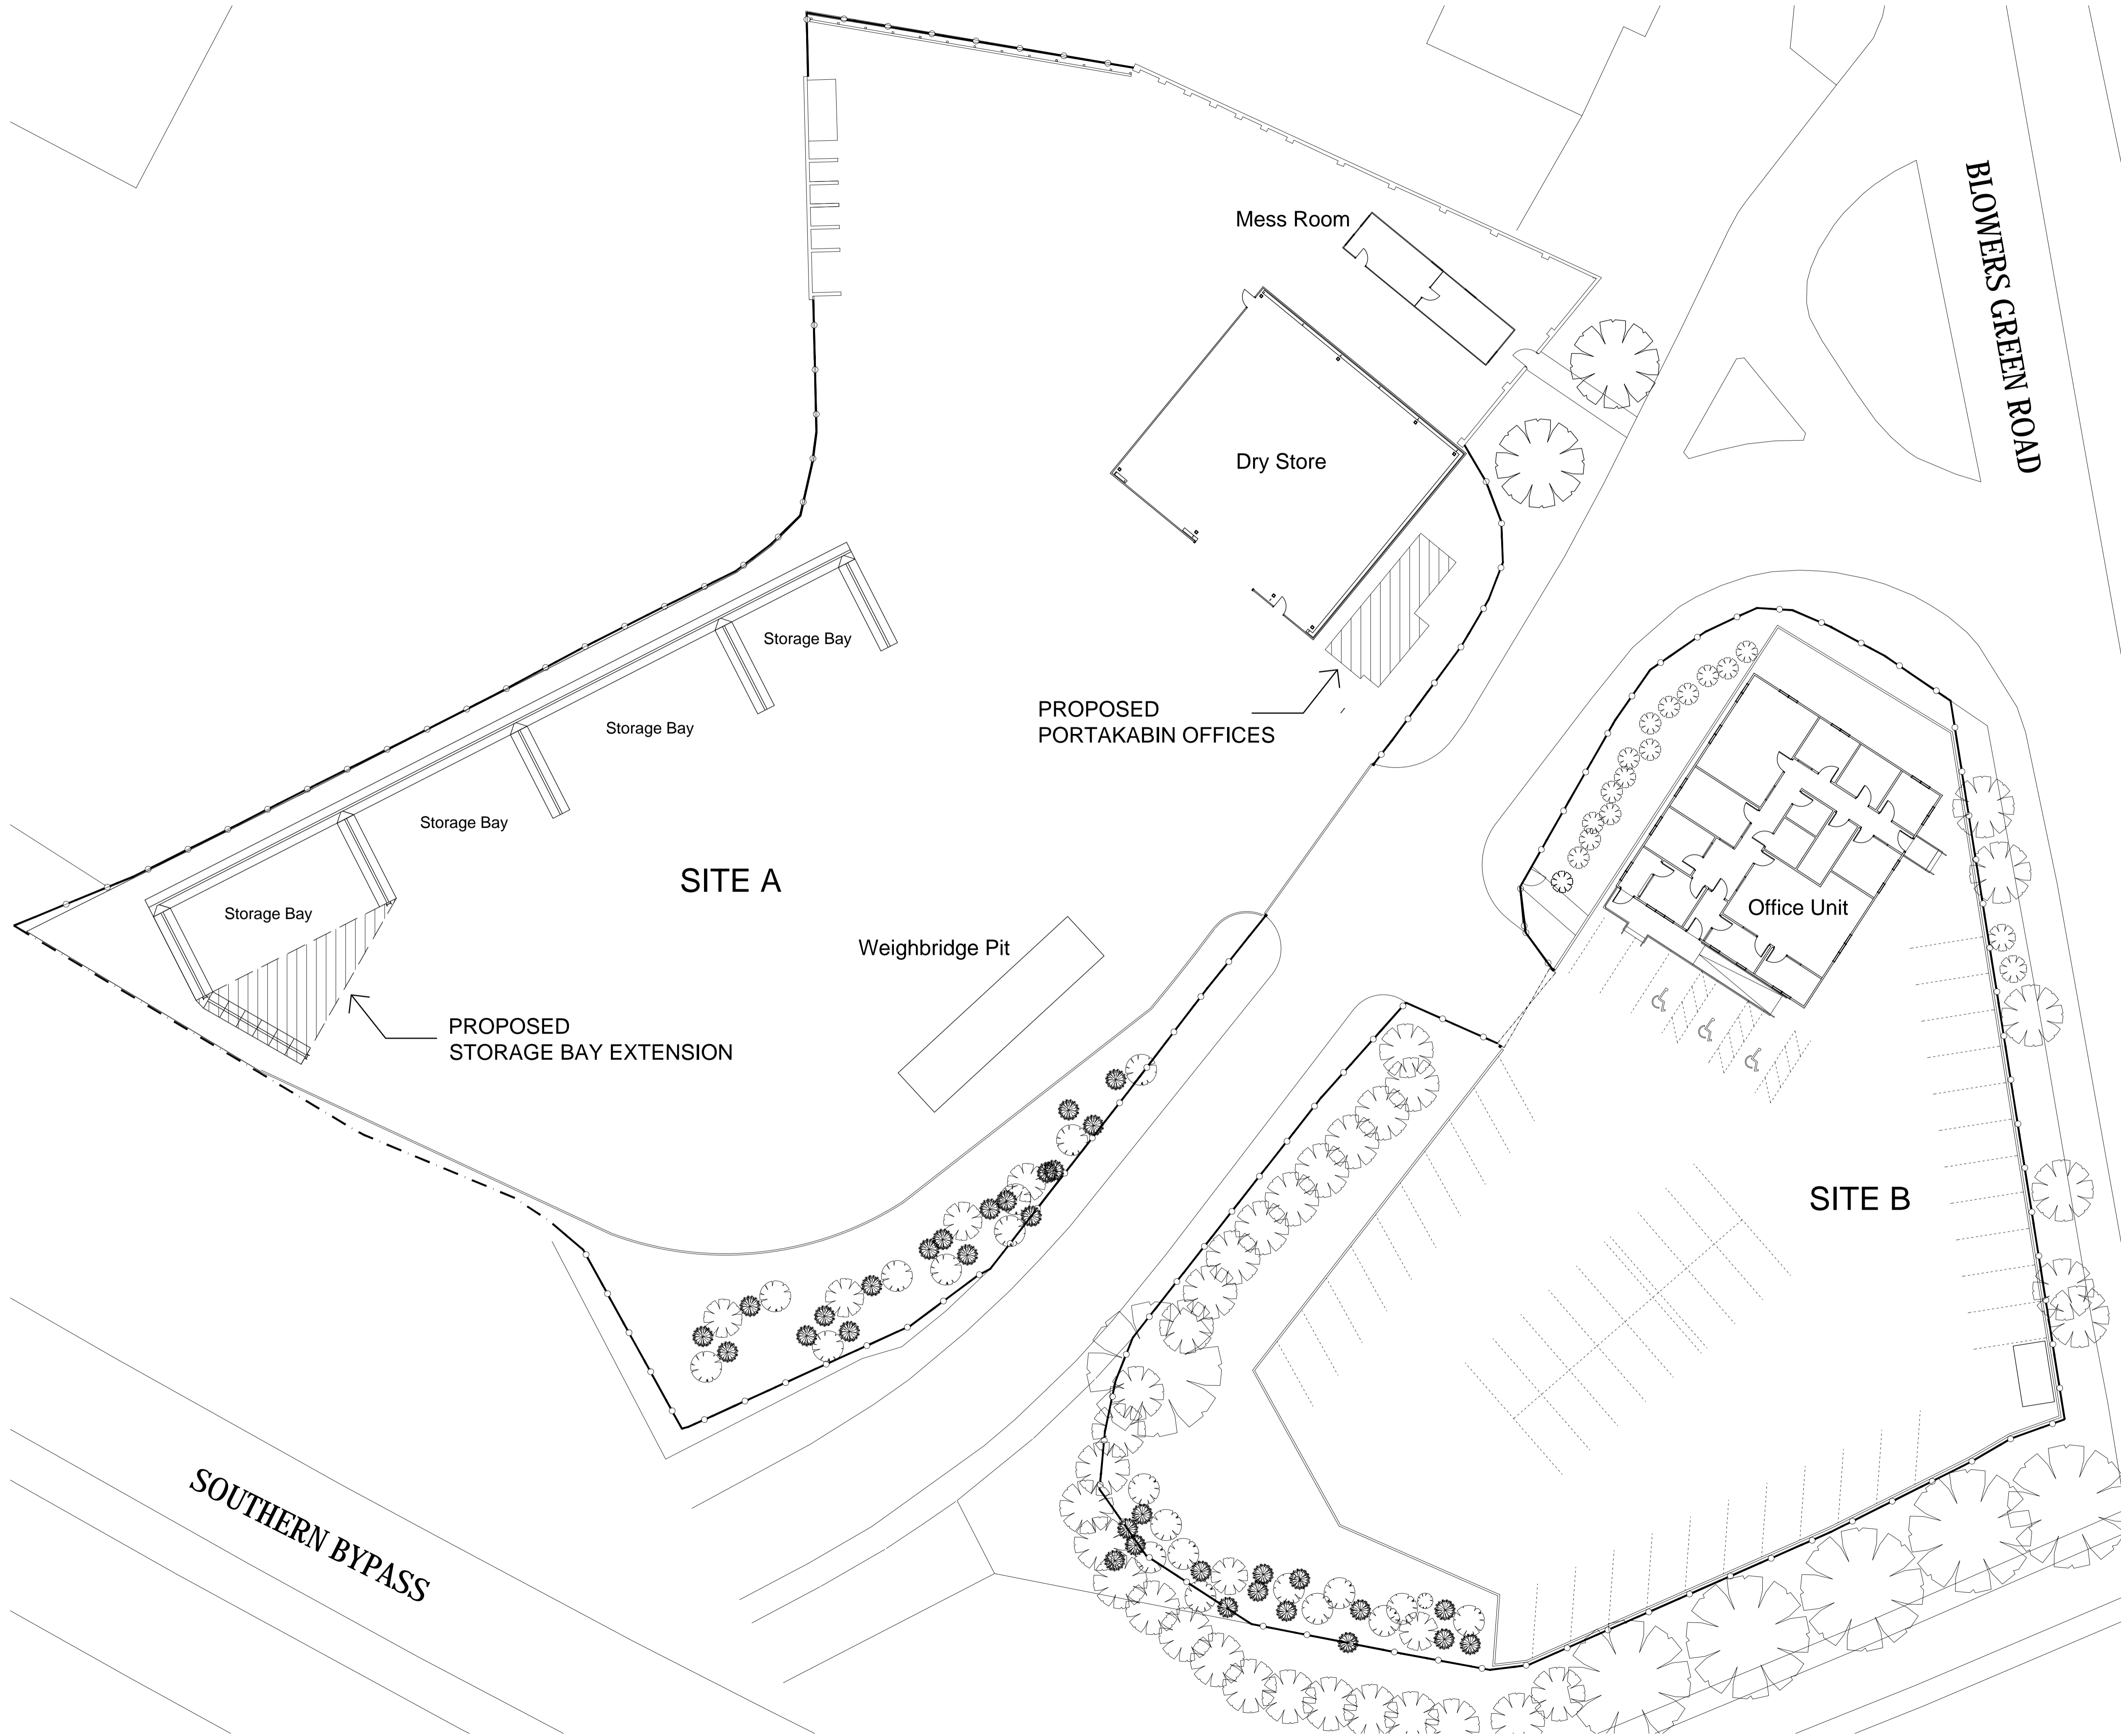 BLOWERS GREEN ROAD
Mess Room
Dry Store
Storage Bay
PROPOSED
PORTAKABIN OFFICES
Storage Bay
Storage Bay
SITE A
Storage Bay
Office Unit
Weighbridge Pit
PROPOSED
STORAGE BAY EXTENSION
SITE B
SOUTHERN BYPASS